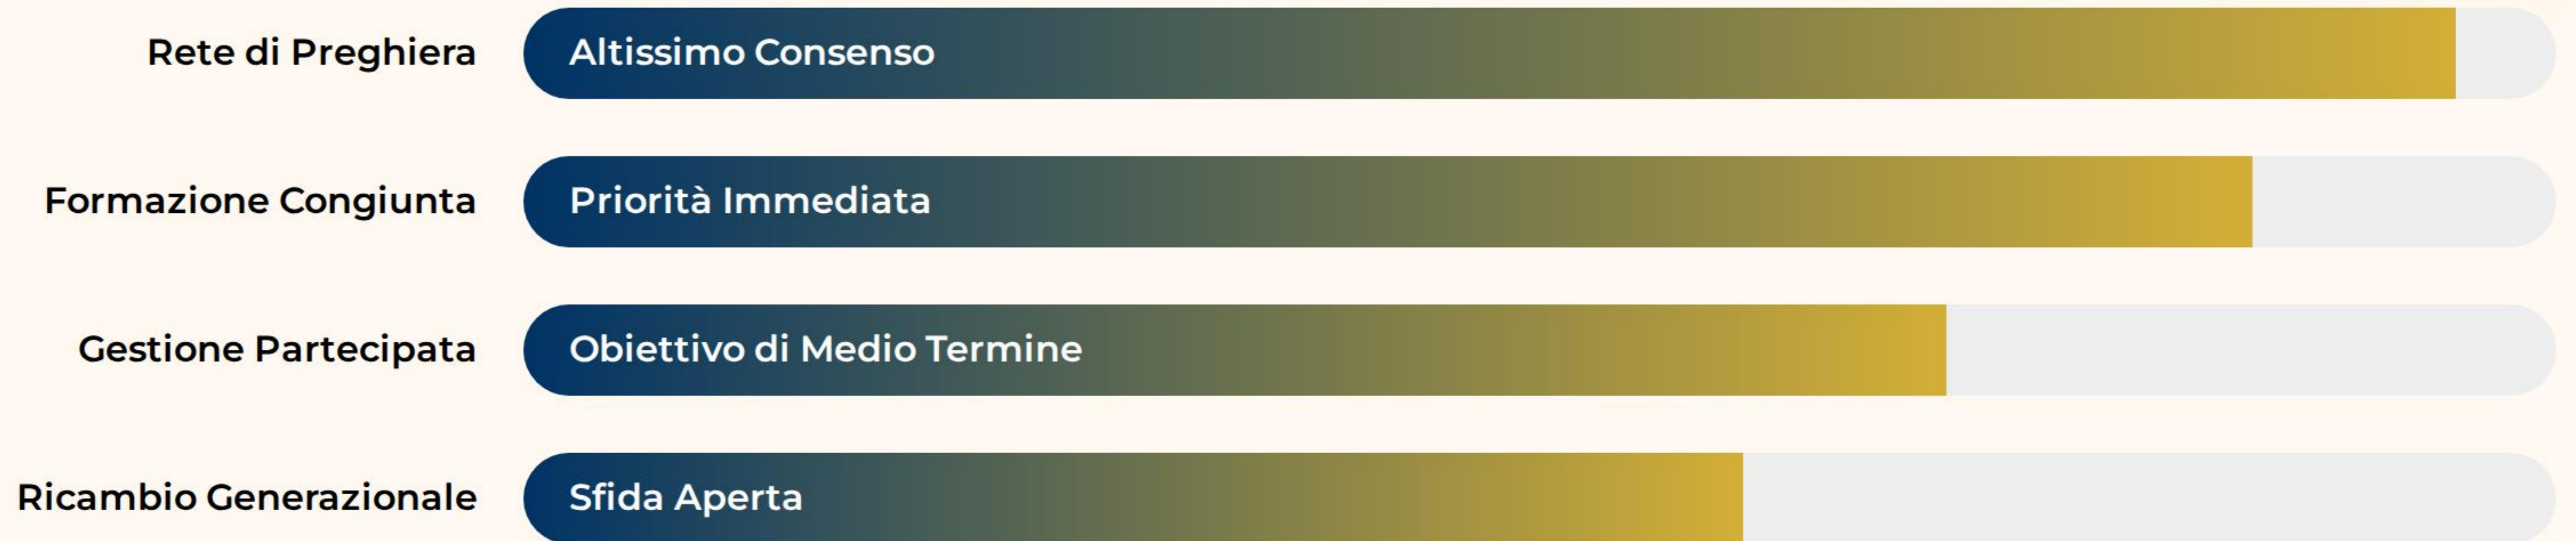 Rete di Preghiera
Altissimo Consenso
Formazione Congiunta
Priorità Immediata
Gestione Partecipata
Obiettivo di Medio Termine
Ricambio Generazionale
Sfida Aperta